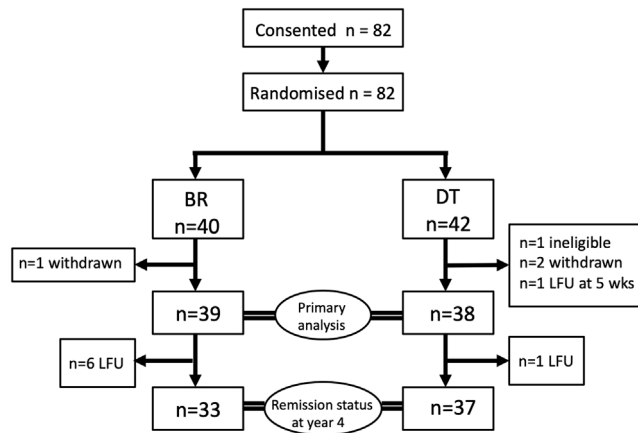 Consented n = 82
Randomised n = 82
BR
n=40
DT
n=42
n=1 withdrawn
n=1 ineligible
n=2 withdrawn
n=1 LFU at 5 wks
n=39
Primary
analysis
n=38
n=6 LFU
n=1 LFU
n=33
Remission status
at year 4
n=37